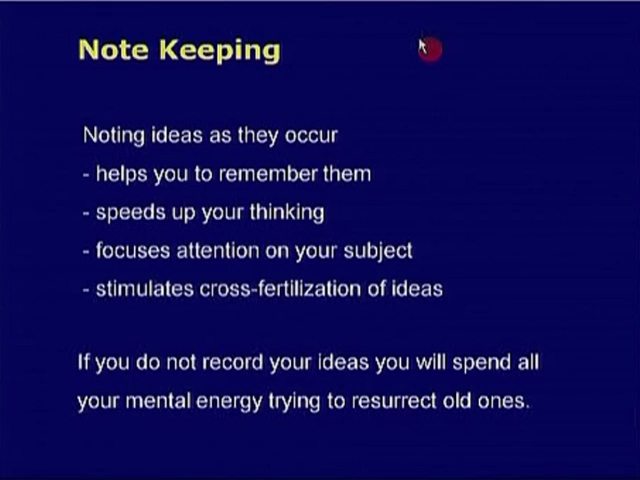 Note Keeping
Noting ideas as they occur
- helps you to remember them
- speeds up your thinking
- focuses attention on your subject
- stimulates cross-fertilization of ideas
If you do not record your ideas you will spend all
your mental energy trying to resurrect old ones.